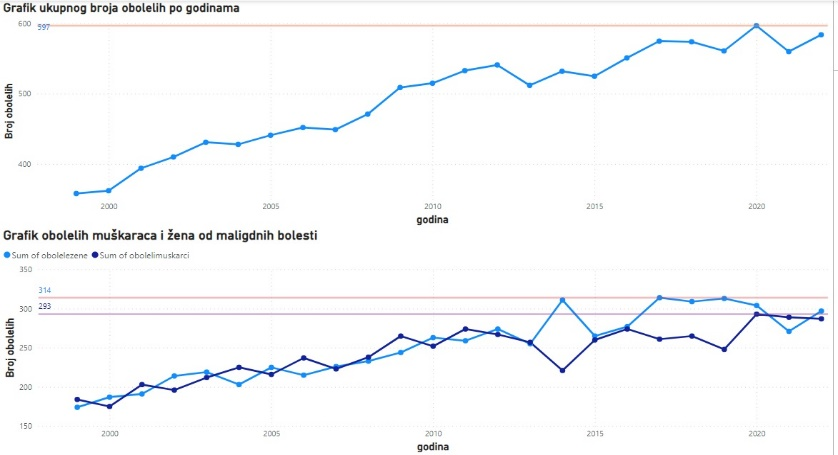 Grafik ukupnog broja obolelih po godinama
600
597
500
400
Broj obolelih
2000 2005 2010 2015 2020
godina
Grafik obolelih muškaraca i žena od maligdnih bolesti
Sum of obolelezene Sum of obolelimuskarci
350
314
300
293
250
200
150
Broj obolelih
2000 2005 2010 2015 2020
godina